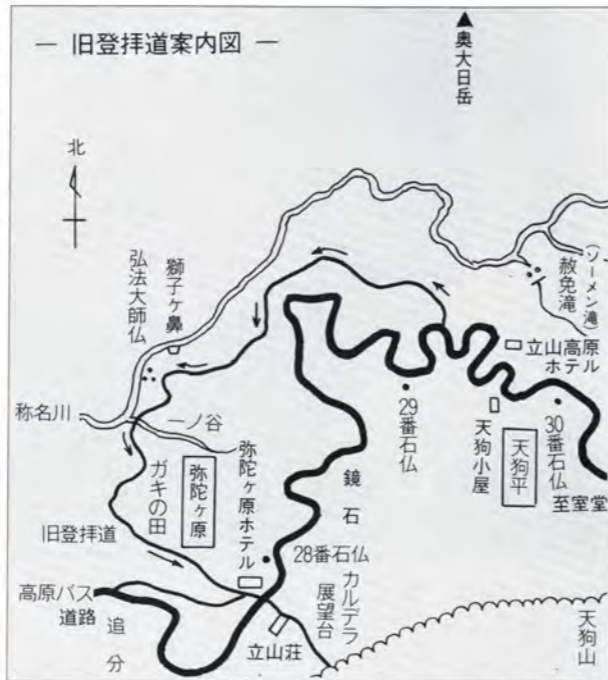 ― 旧登拝道案内図 ―
奥大日岳
北
弘法大師仏
獅子ヶ鼻
(ソーメン滝)
赦免滝
立山高原
ホテル
称名川
一ノ谷
29番石仏
天狗小屋
天狗平
30番石仏
至室堂
ガキの田
弥陀ヶ原
弥陀ヶ原ホテル
鏡石
旧登拝道
28番石仏
高原バス
道路
追分
カルデラ
展望台
立山荘
天狗山